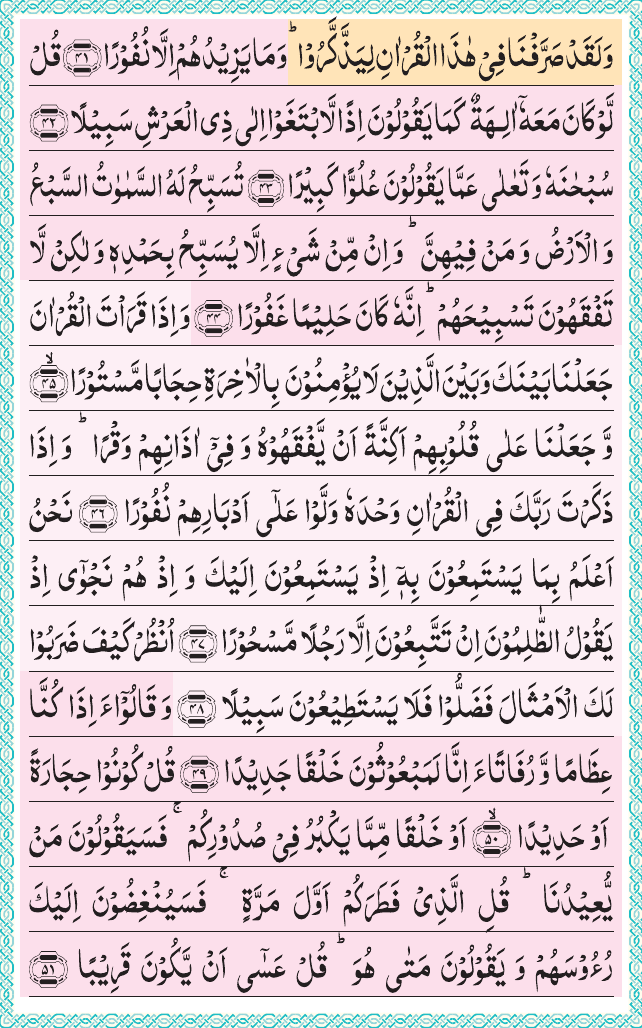 وَلَقَدۡ صَرَّفۡنَا فِیۡ هٰذَا الۡقُرۡاٰنِ لِیَذَّکَّرُوۡا ؕ وَمَا یَزِیۡدُهُمۡ اِلَّا نُفُوۡرًا ﴿۴۱﴾ قُلۡ
لَّوۡ کَانَ مَعَهٗۤ اٰلِـهَةٌ کَمَا یَقُوۡلُوۡنَ اِذًا لَّابۡتَغَوۡا اِلٰی ذِی الۡعَرۡشِ سَبِیۡلًا ﴿۴۲﴾
سُبۡحٰنَهٗ وَ تَعٰلٰی عَمَّا یَقُوۡلُوۡنَ عُلُوًّا کَبِیۡرًا ﴿۴۳﴾ تُسَبِّحُ لَهُ السَّمٰوٰتُ السَّبۡعُ
وَ الۡاَرۡضُ وَ مَنۡ فِیۡهِنَّ ؕ وَ اِنۡ مِّنۡ شَیۡءٍ اِلَّا یُسَبِّحُ بِحَمۡدِهٖ وَ لٰکِنۡ لَّا
تَفۡقَهُوۡنَ تَسۡبِیۡحَهُمۡ ؕ اِنَّهٗ کَانَ حَلِیۡمًا غَفُوۡرًا ﴿۴۴﴾ وَ اِذَا قَرَاۡتَ الۡقُرۡاٰنَ
جَعَلۡنَا بَیۡنَکَ وَ بَیۡنَ الَّذِیۡنَ لَا یُؤۡمِنُوۡنَ بِالۡاٰخِرَةِ حِجَابًا مَّسۡتُوۡرًا ﴿ۙ۴۵﴾
وَّ جَعَلۡنَا عَلٰی قُلُوۡبِهِمۡ اَکِنَّةً اَنۡ یَّفۡقَهُوۡهُ وَ فِیۡۤ اٰذَانِهِمۡ وَقۡرًا ؕ وَ اِذَا
ذَکَرۡتَ رَبَّکَ فِی الۡقُرۡاٰنِ وَحۡدَهٗ وَلَّوۡا عَلٰۤی اَدۡبَارِهِمۡ نُفُوۡرًا ﴿۴۶﴾ نَحۡنُ
اَعۡلَمُ بِمَا یَسۡتَمِعُوۡنَ بِهٖۤ اِذۡ یَسۡتَمِعُوۡنَ اِلَیۡکَ وَ اِذۡ هُمۡ نَجۡوٰۤی اِذۡ
یَقُوۡلُ الظّٰلِمُوۡنَ اِنۡ تَتَّبِعُوۡنَ اِلَّا رَجُلًا مَّسۡحُوۡرًا ﴿۴۷﴾ اُنۡظُرۡ کَیۡفَ ضَرَبُوۡا
لَکَ الۡاَمۡثَالَ فَضَلُّوۡا فَلَا یَسۡتَطِیۡعُوۡنَ سَبِیۡلًا ﴿۴۸﴾ وَ قَالُوۡۤا ءَ اِذَا کُنَّا
عِظَامًا وَّ رُفَاتًا ءَ اِنَّا لَمَبۡعُوۡثُوۡنَ خَلۡقًا جَدِیۡدًا ﴿۴۹﴾ قُلۡ کُوۡنُوۡا حِجَارَةً
اَوۡ حَدِیۡدًا ﴿ۙ۵۰﴾ اَوۡ خَلۡقًا مِّمَّا یَکۡبُرُ فِیۡ صُدُوۡرِکُمۡ ۚ فَسَیَقُوۡلُوۡنَ مَنۡ
یُّعِیۡدُنَا ؕ قُلِ الَّذِیۡ فَطَرَکُمۡ اَوَّلَ مَرَّةٍ ۚ فَسَیُنۡغِضُوۡنَ اِلَیۡکَ
رُءُوۡسَهُمۡ وَ یَقُوۡلُوۡنَ مَتٰی هُوَ ؕ قُلۡ عَسٰۤی اَنۡ یَّکُوۡنَ قَرِیۡبًا ﴿۵۱﴾